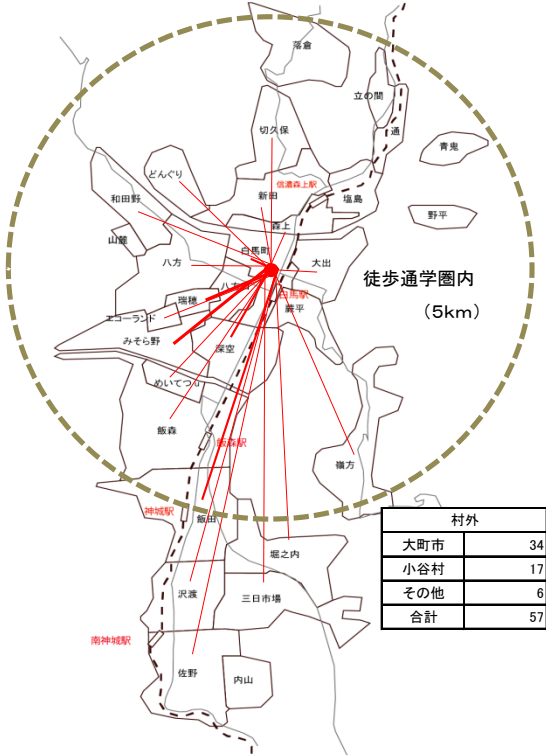 落倉
立の間
通
切久保
青鬼
どんぐり
信濃森上駅
和田野
新田
塩島
野平
森上
山麓
白馬町
八方
大出
徒歩通学圏内
（5km）
八方
白馬駅
瑞穂
蕨平
エコーランド
みそら野
深空
めいてつ
飯森
飯森駅
嶺方
神城駅
飯田
村外
大町市 34
小谷村 17
その他 6
合計 57
堀之内
沢渡
三日市場
南神城駅
佐野
内山